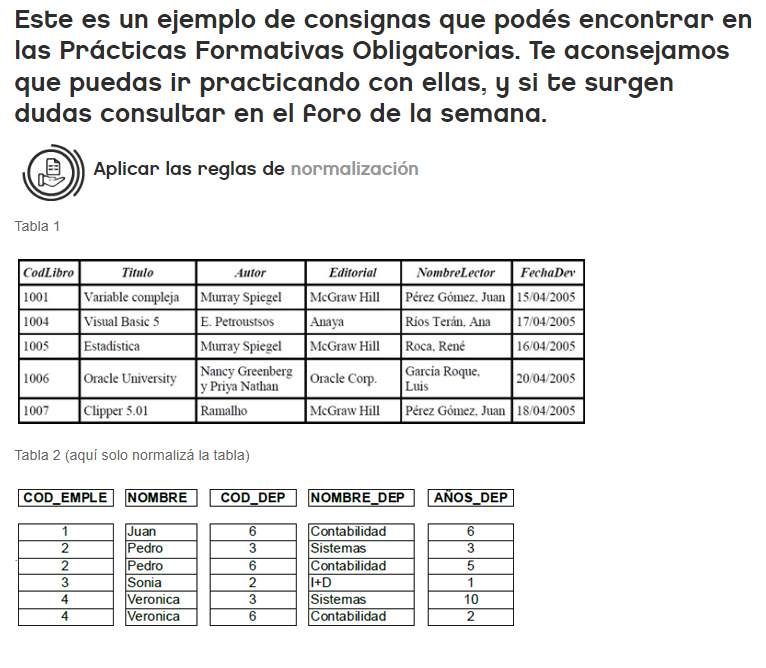 Este es un ejemplo de consignas que podés encontrar en
las Prácticas Formativas Obligatorias. Te aconsejamos
que puedas ir practicando con ellas, y si te surgen
dudas consultar en el foro de la semana.
Aplicar las reglas de normalización
Tabla 1
CodLibro Titulo Autor Editorial NombreLector FechaDev
1001 Variable compleja Murray Spiegel McGraw Hill Pérez Gómez, Juan 15/04/2005
1004 Visual Basic 5 E. Petroustsos Anaya Ríos Terán, Ana 17/04/2005
1005 Estadística Murray Spiegel McGraw Hill Roca, René 16/04/2005
1006 Oracle University Nancy Greenberg y Priya Nathan Oracle Corp. García Roque, Luis 20/04/2005
1007 Clipper 5.01 Ramalho McGraw Hill Pérez Gómez, Juan 18/04/2005
Tabla 2 (aquí solo normalizá la tabla)
COD_EMPLE NOMBRE COD_DEP NOMBRE_DEP AÑOS_DEP
1 Juan 6 Contabilidad 6
2 Pedro 3 Sistemas 3
2 Pedro 6 Contabilidad 5
3 Sonia 2 I+D 1
4 Veronica 3 Sistemas 10
4 Veronica 6 Contabilidad 2